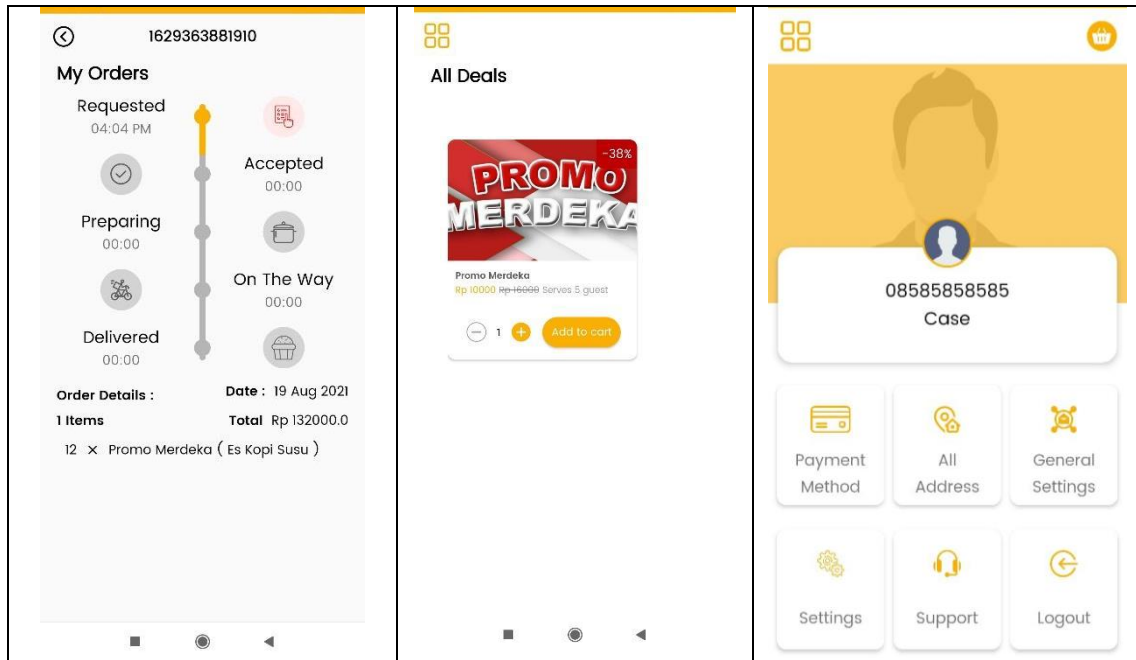 1629363881910
My Orders
Requested
04:04 PM
Accepted
00:00
Preparing
00:00
On The Way
00:00
Delivered
00:00
Order Details :
Date : 19 Aug 2021
1 Items
Total Rp 132000.0
12 × Promo Merdeka ( Es Kopi Susu )
All Deals
-38%
PROMO
MERDEKA
Promo Merdeka
Rp 10000 Rp 16000 Serves 5 guest
1
Add to cart
08585858585
Case
Payment
Method
All
Address
General
Settings
Settings
Support
Logout